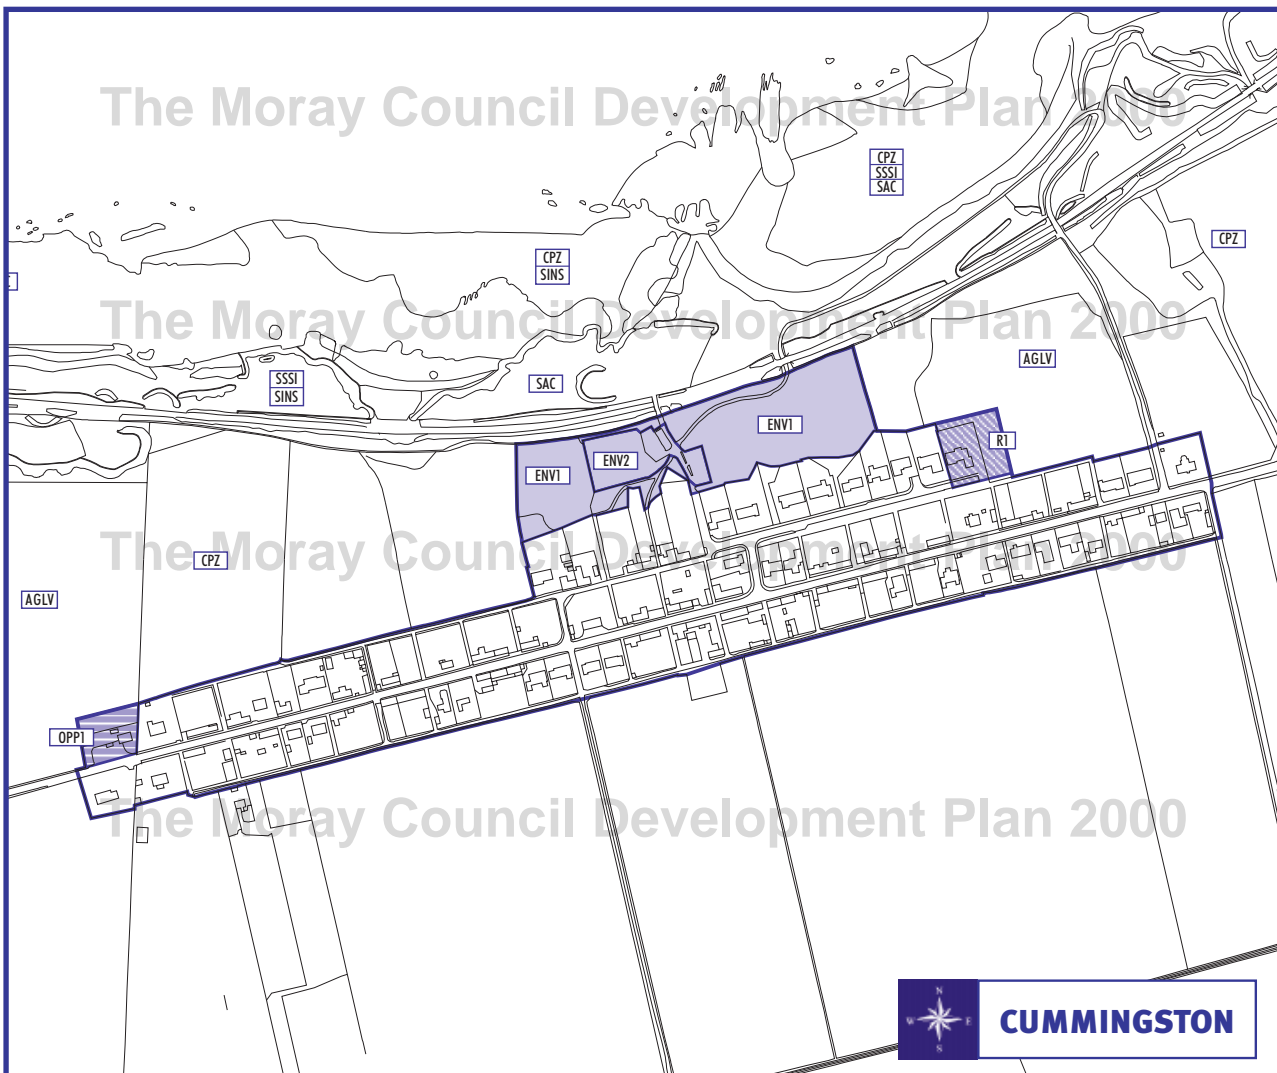 The Moray Council Development Plan 2000
CPZ
SSSI
SAC
CPZ
CPZ
SINS
The Moray Council Development Plan 2000
AGLV
SSSI
SINS
SAC
ENV1
R1
ENV2
ENV1
The Moray Council Development Plan 2000
CPZ
AGLV
OPP1
The Moray Council Development Plan 2000
N
W E
S
CUMMINGSTON